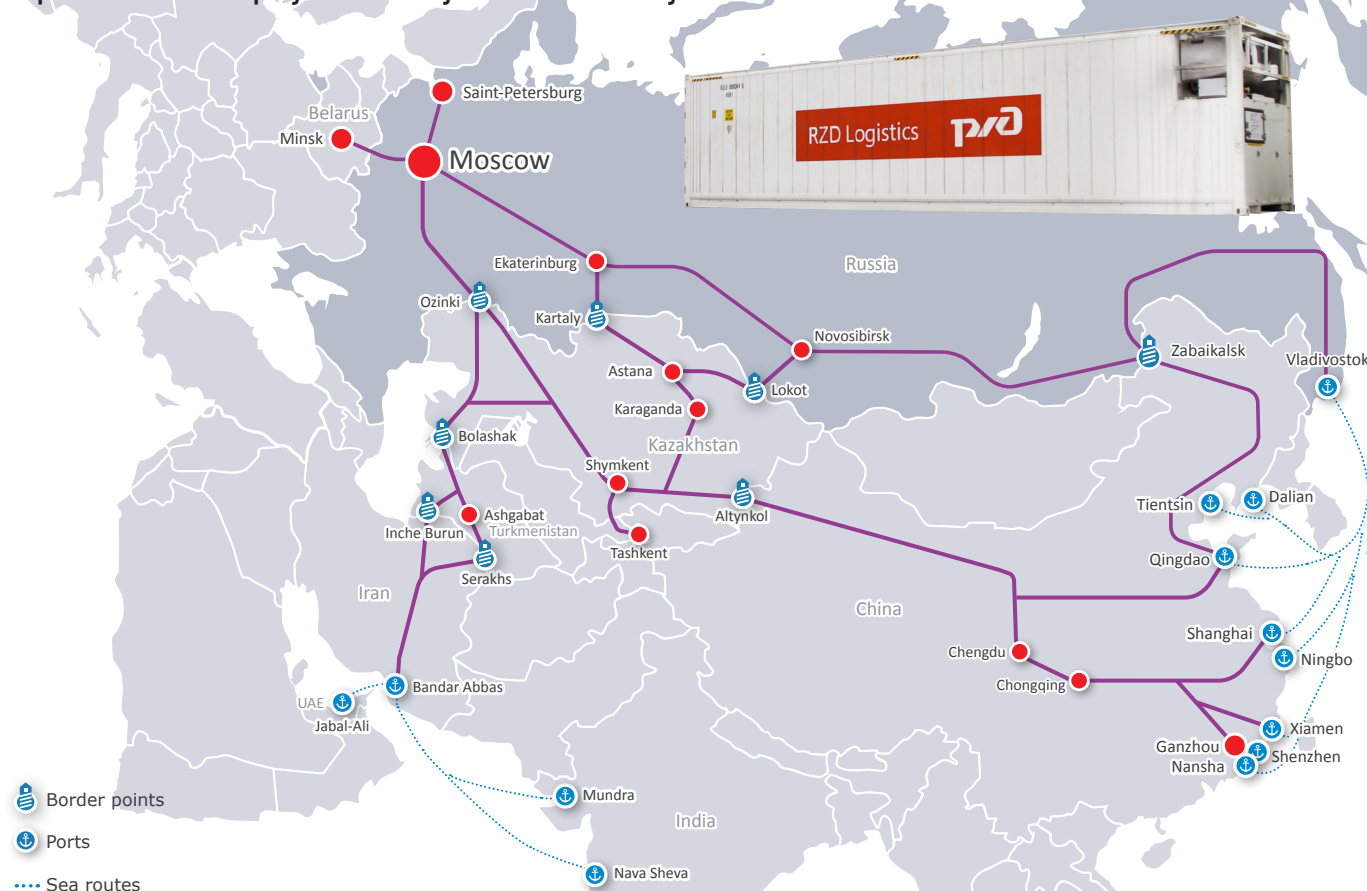 Saint-Petersburg
Belarus
Minsk
Moscow
RZD Logistics
Ekaterinburg
Russia
Ozinki
Kartaly
Novosibirsk
Zabaikalsk
Vladivostok
Astana
Lokot
Karaganda
Bolashak
Kazakhstan
Shymkent
Altynkol
Tientsin
Dalian
Ashgabat
Inche Burun
Turkmenistan
Tashkent
Qingdao
Serakhs
Iran
China
Shanghai
Chengdu
Ningbo
Chongqing
Bandar Abbas
UAE
Jabal-Ali
Xiamen
Ganzhou
Shenzhen
Nansha
Border points
Mundra
India
Ports
Nava Sheva
Sea routes